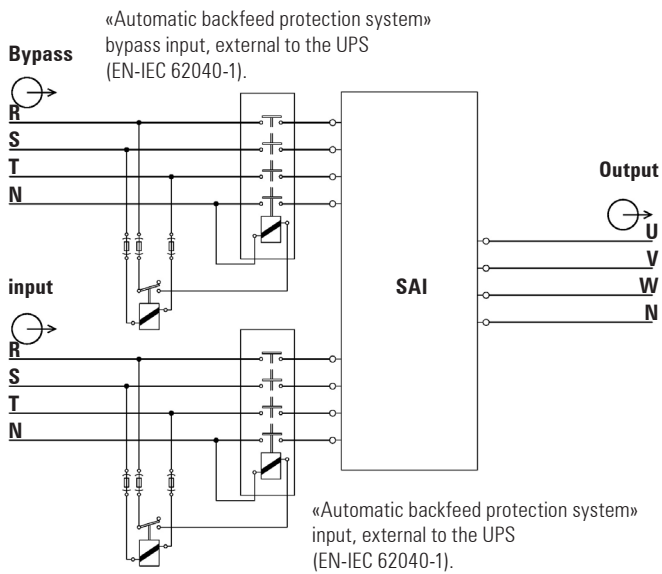 «Automatic backfeed protection system»
bypass input, external to the UPS
(EN-IEC 62040-1).
Bypass
R
S
T
N
Output
U
V
W
N
SAI
input
R
S
T
N
«Automatic backfeed protection system»
input, external to the UPS
(EN-IEC 62040-1).